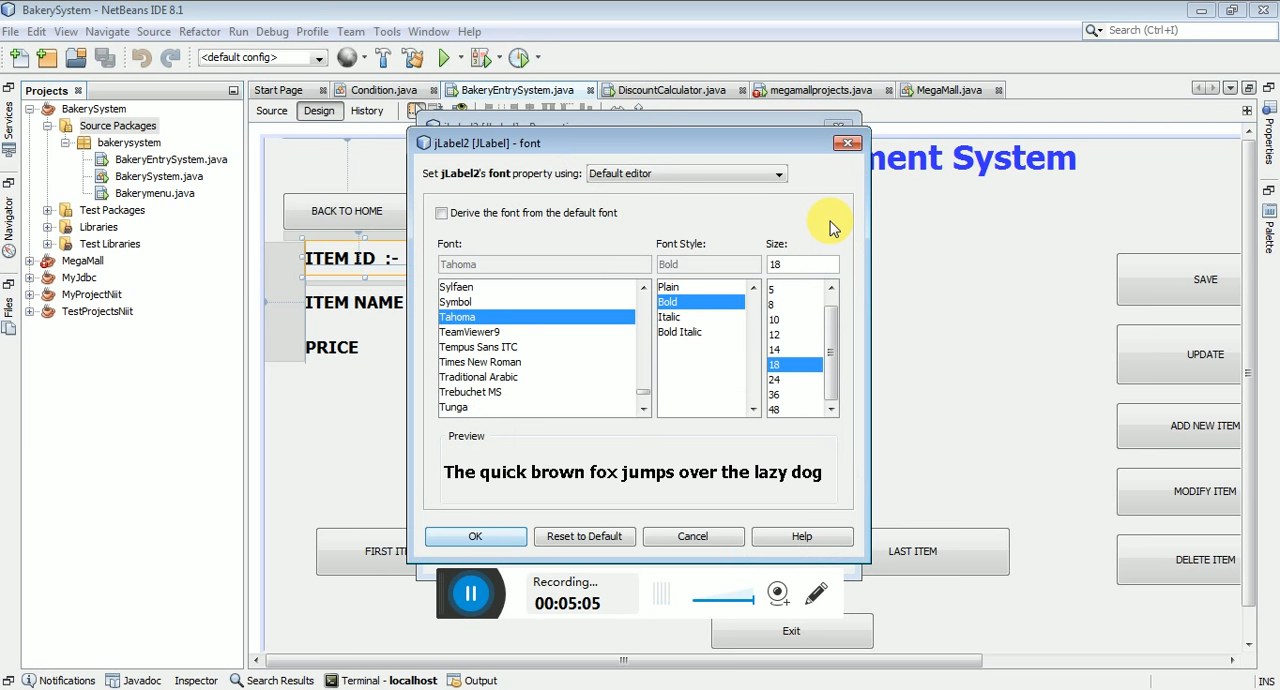 BakerySystem - NetBeans IDE 8.1
File Edit View Navigate Source Refactor Run Debug Profile Team Tools Window Help
Search (Ctrl+I)
<default config>
Projects
Start Page
Condition.java
BakeryEntrySystem.java
DiscountCalculator.java
megamallprojects.java
MegaMall.java
Source Design History
Services
Navigator
Files
BakerySystem
Source Packages
bakerysystem
BakeryEntrySystem.java
BakerySystem.java
Bakerymenu.java
Test Packages
Libraries
Test Libraries
MegaMall
MyJdbc
MyProjectNiit
TestProjectsNiit
ment System
BACK TO HOME
ITEM ID :-
ITEM NAME
PRICE
FIRST IT
LAST ITEM
Exit
SAVE
UPDATE
ADD NEW ITEM
MODIFY ITEM
DELETE ITEM
Properties
Palette
jLabel2 [JLabel] - font
Set jLabel2's font property using: Default editor
Derive the font from the default font
Font: Font Style: Size:
Tahoma Bold 18
Sylfaen
Symbol
Tahoma
TeamViewer9
Tempus Sans ITC
Times New Roman
Traditional Arabic
Trebuchet MS
Tunga
Plain
Bold
Italic
Bold Italic
5
8
10
12
14
18
24
36
48
Preview
The quick brown fox jumps over the lazy dog
OK Reset to Default Cancel Help
Recording...
00:05:05
Notifications Javadoc Inspector Search Results Terminal - localhost Output
INS